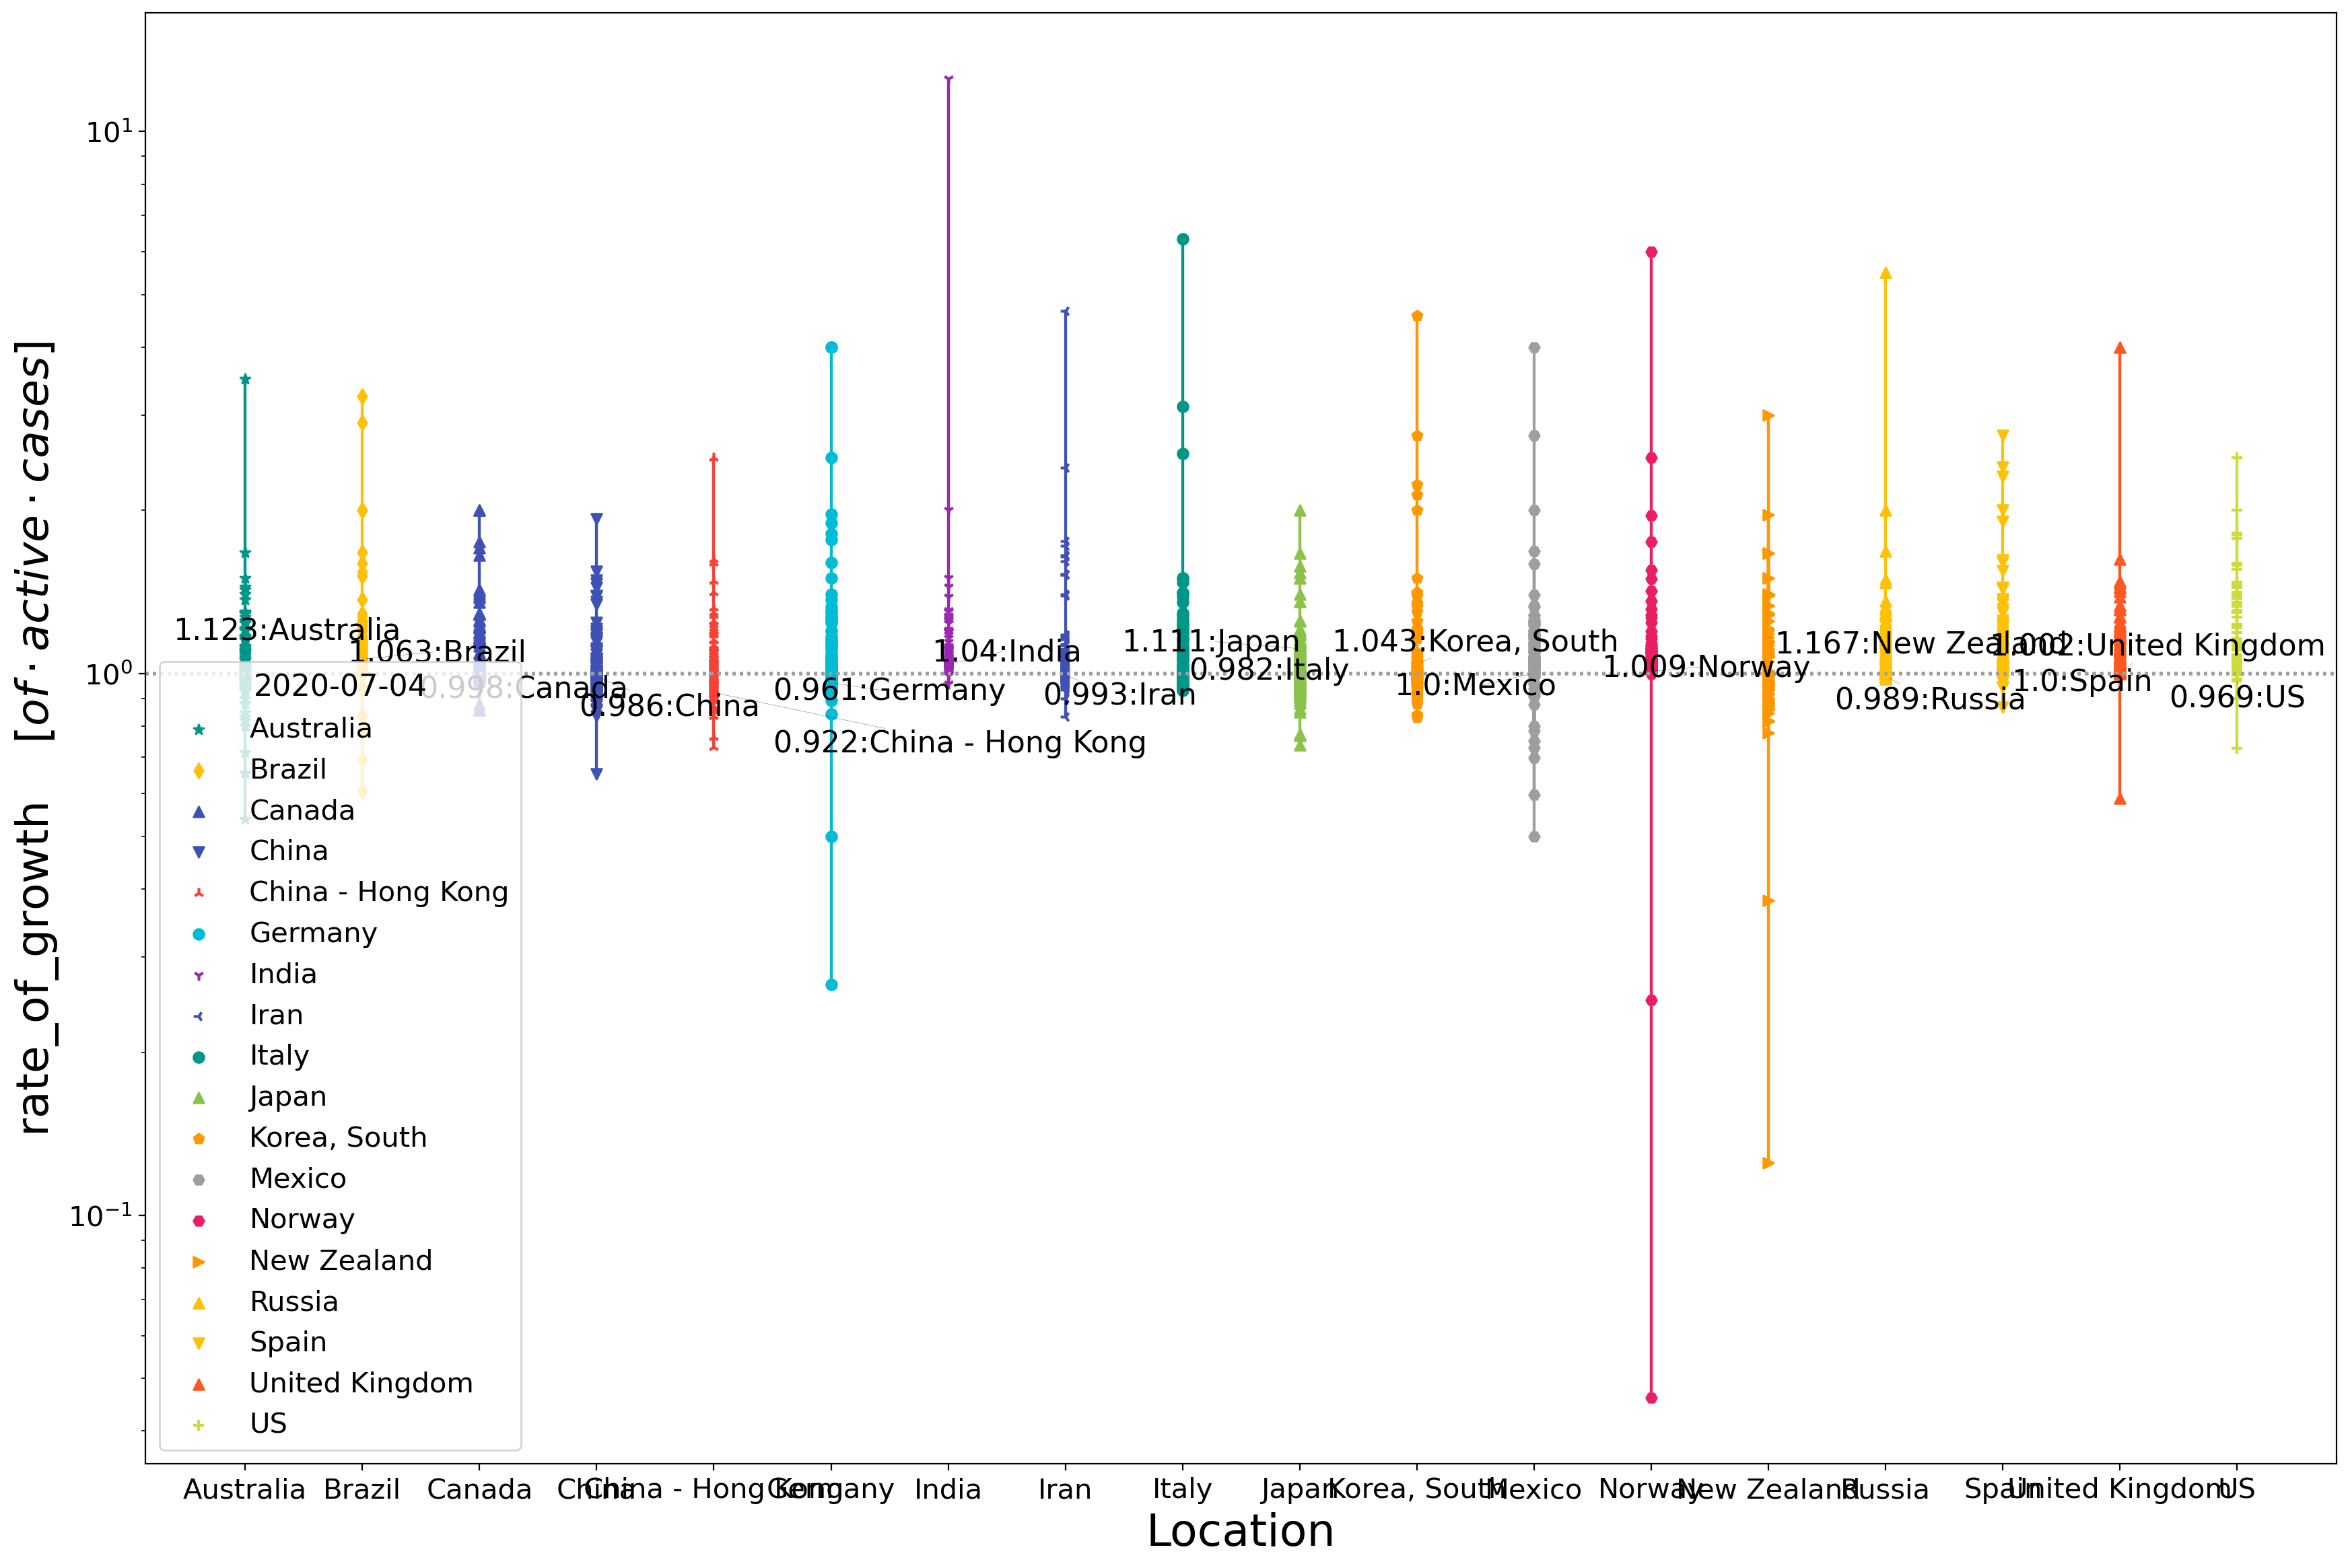 10¹
10⁰
10⁻¹
rate_of_growth [of · active · cases]
1.123:Australia
1.063:Brazil
0.998:Canada
0.986:China
0.922:China - Hong Kong
0.961:Germany
1.04:India
0.993:Iran
1.111:Japan
0.982:Italy
1.043:Korea, South
1.0:Mexico
1.009:Norway
1.167:New Zealand
0.989:Russia
1.002:United Kingdom
1.0:Spain
0.969:US
2020-07-04
Australia
Brazil
Canada
China
China - Hong Kong
Germany
India
Iran
Italy
Japan
Korea, South
Mexico
Norway
New Zealand
Russia
Spain
United Kingdom
US
Australia Brazil Canada China China - Hong Kong Germany India Iran Italy Japan Korea, South Mexico Norway New Zealand Russia Spain United Kingdom US
Location